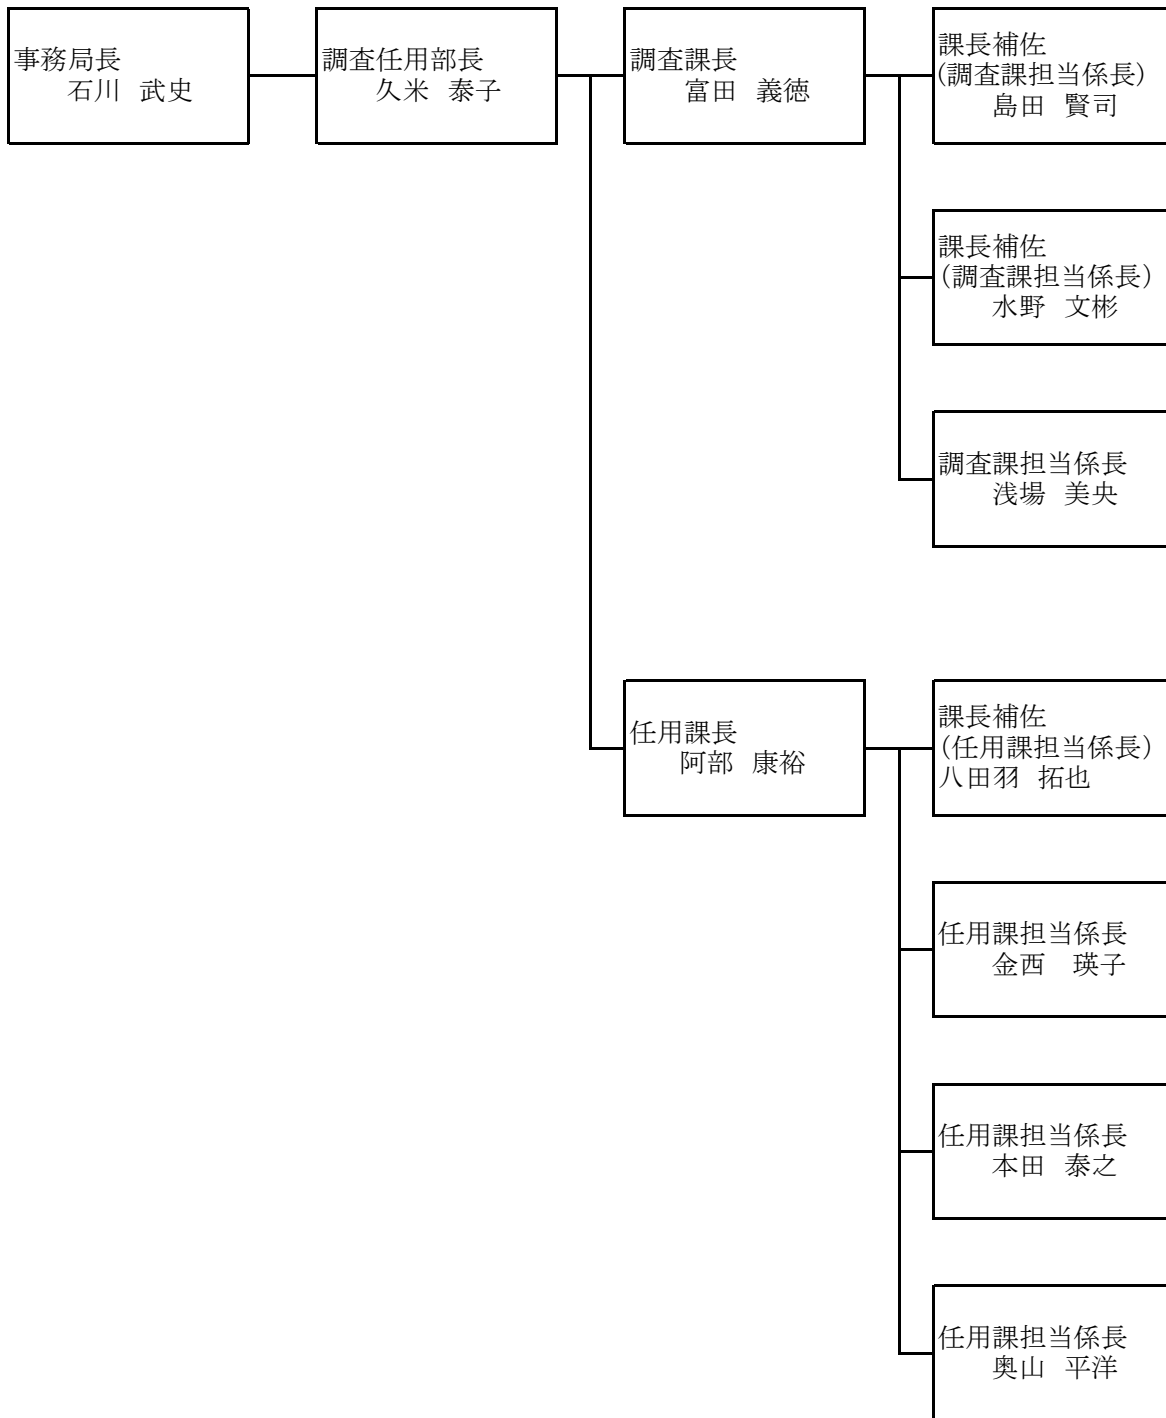 事務局長
石川 武史
調査任用部長
久米 泰子
調査課長
富田 義徳
課長補佐
(調査課担当係長)
島田 賢司
課長補佐
(調査課担当係長)
水野 文彬
調査課担当係長
浅場 美央
任用課長
阿部 康裕
課長補佐
(任用課担当係長)
八田羽 拓也
任用課担当係長
金西 瑛子
任用課担当係長
本田 泰之
任用課担当係長
奥山 平洋